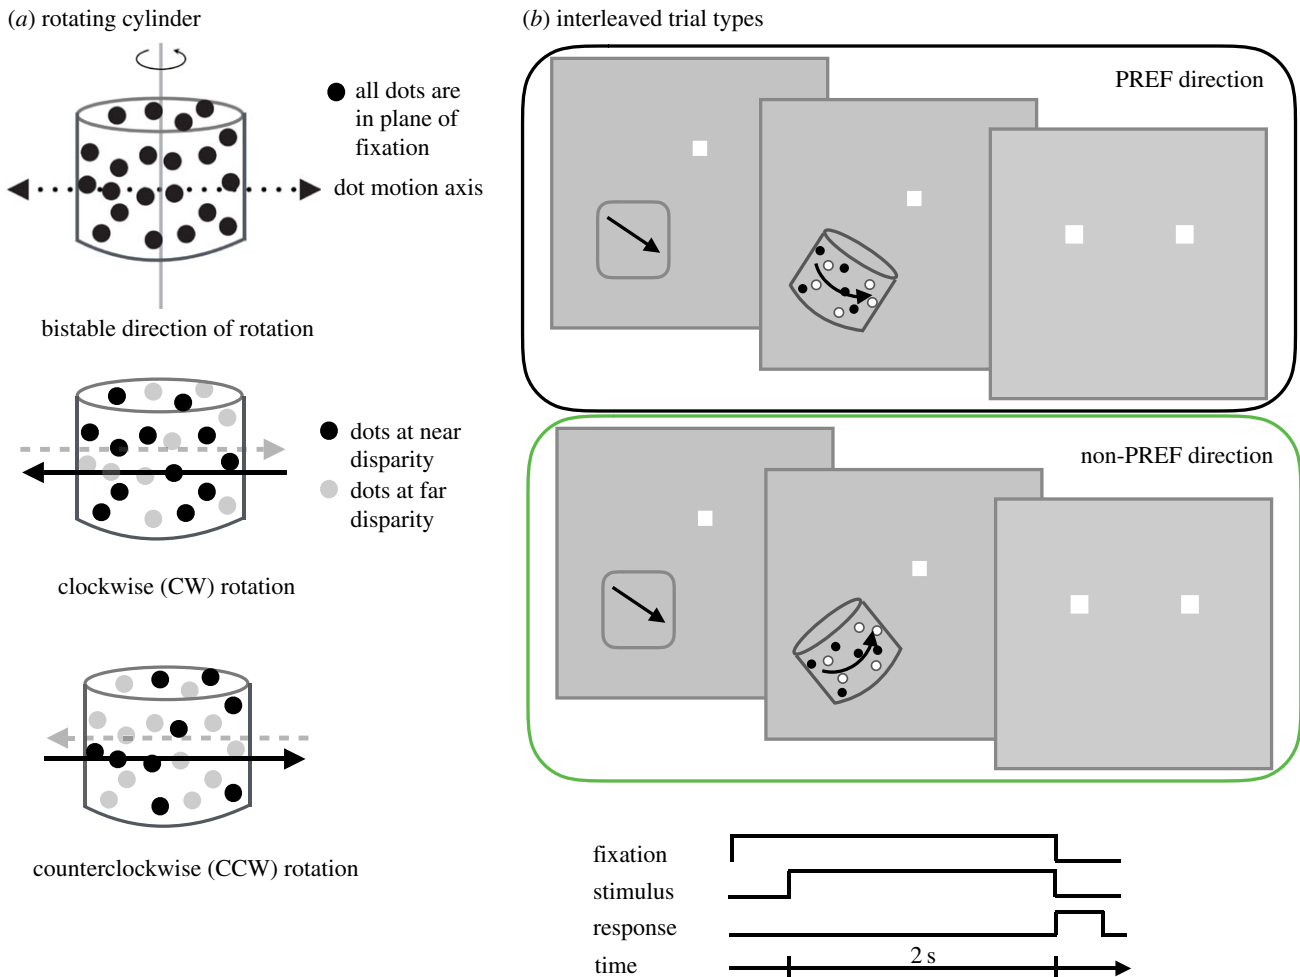 (a) rotating cylinder
all dots are
in plane of
fixation
dot motion axis
bistable direction of rotation
dots at near
disparity
dots at far
disparity
clockwise (CW) rotation
counterclockwise (CCW) rotation
(b) interleaved trial types
PREF direction
non-PREF direction
fixation
stimulus
response
time
2 s